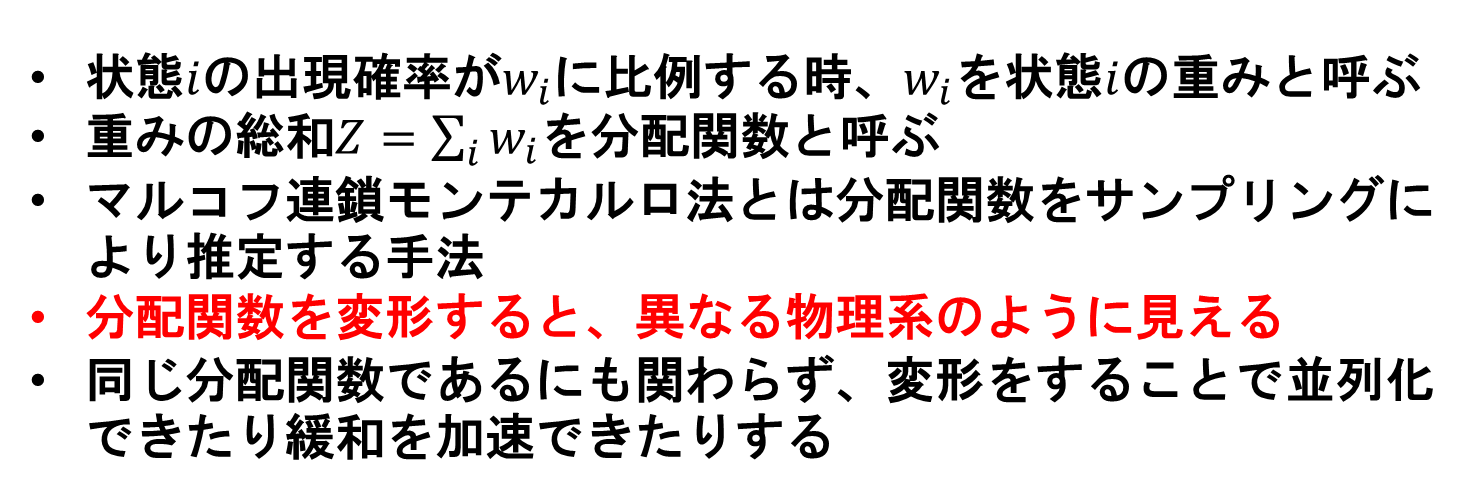 • 状態iの出現確率がw_iに比例する時、w_iを状態iの重みと呼ぶ
• 重みの総和Z = ∑_i w_iを分配関数と呼ぶ
• マルコフ連鎖モンテカルロ法とは分配関数をサンプリングに
より推定する手法
• 分配関数を変形すると、異なる物理系のように見える
• 同じ分配関数であるにも関わらず、変形をすることで並列化
できたり緩和を加速できたりする